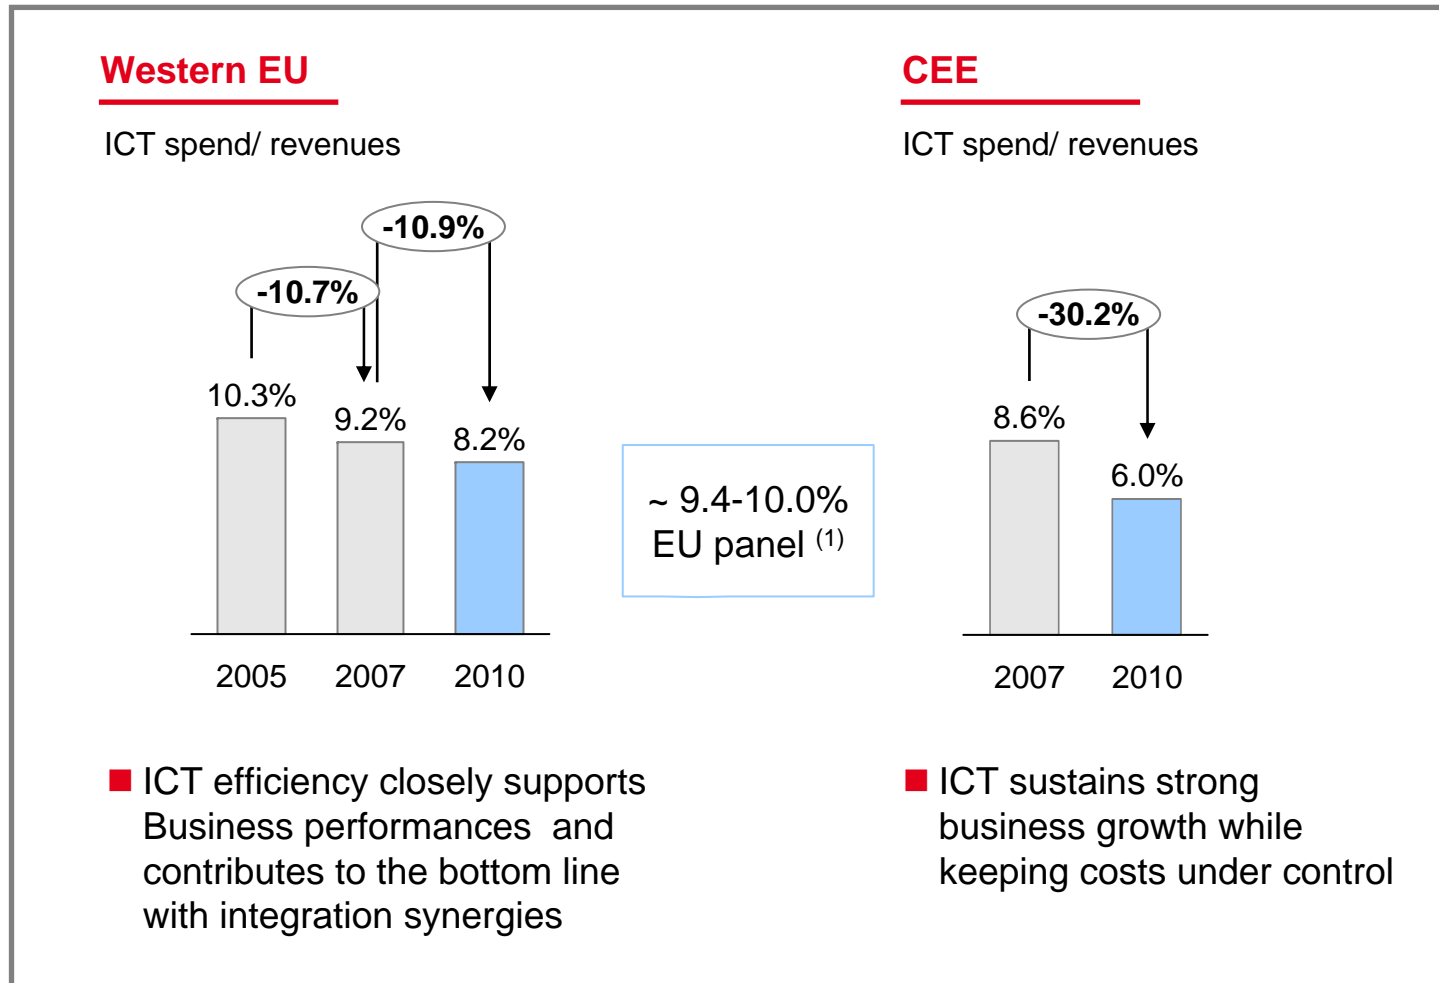 Western EU
ICT spend/ revenues
-10.9%
-10.7%
10.3%
9.2%
8.2%
2005
2007
2010
ICT efficiency closely supports
Business performances and
contributes to the bottom line
with integration synergies
~ 9.4-10.0%
EU panel (1)
CEE
ICT spend/ revenues
-30.2%
8.6%
6.0%
2007
2010
ICT sustains strong
business growth while
keeping costs under control